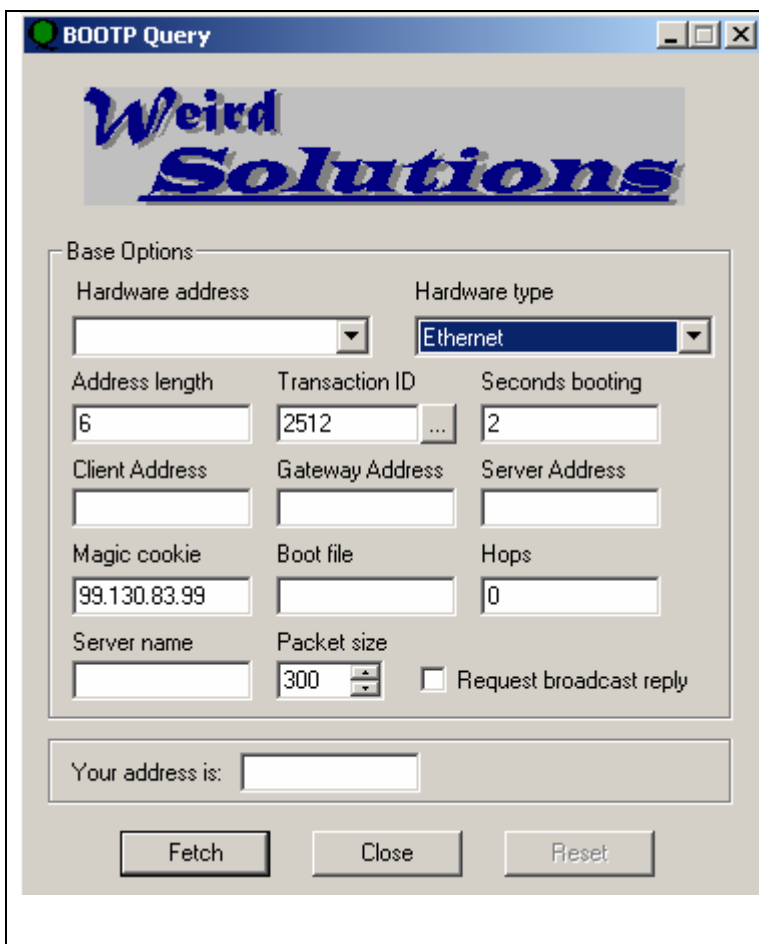 BOOTP Query
Weird
Solutions
Base Options
Hardware address Hardware type
Ethernet
Address length Transaction ID Seconds booting
6 2512 ... 2
Client Address Gateway Address Server Address
Magic cookie Boot file Hops
99.130.83.99 0
Server name Packet size
300 Request broadcast reply
Your address is:
Fetch Close Reset